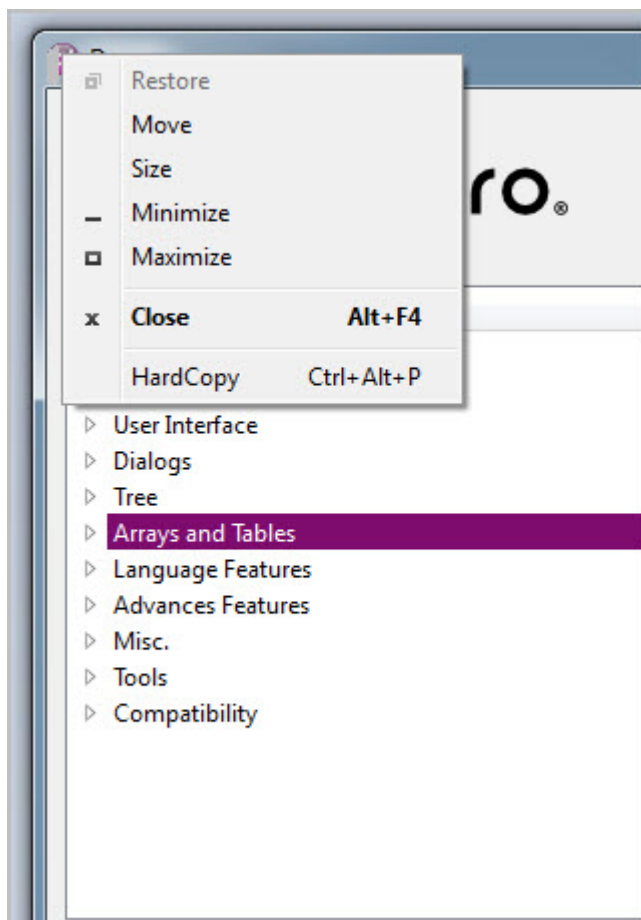 Restore
Move
Size
Minimize
Maximize
Close Alt+F4
HardCopy Ctrl+Alt+P
ro®
User Interface
Dialogs
Tree
Arrays and Tables
Language Features
Advances Features
Misc.
Tools
Compatibility